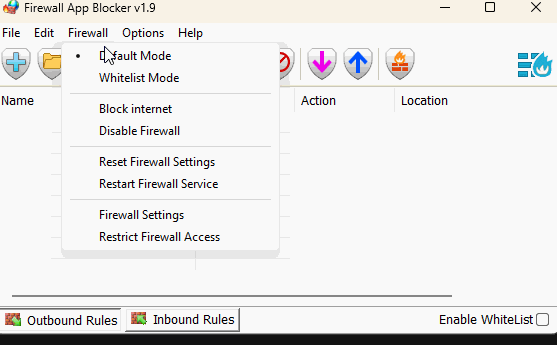 Firewall App Blocker v1.9
File Edit Firewall Options Help
Default Mode
Whitelist Mode
Name Action Location
Block internet
Disable Firewall
Reset Firewall Settings
Restart Firewall Service
Firewall Settings
Restrict Firewall Access
Outbound Rules Inbound Rules Enable WhiteList